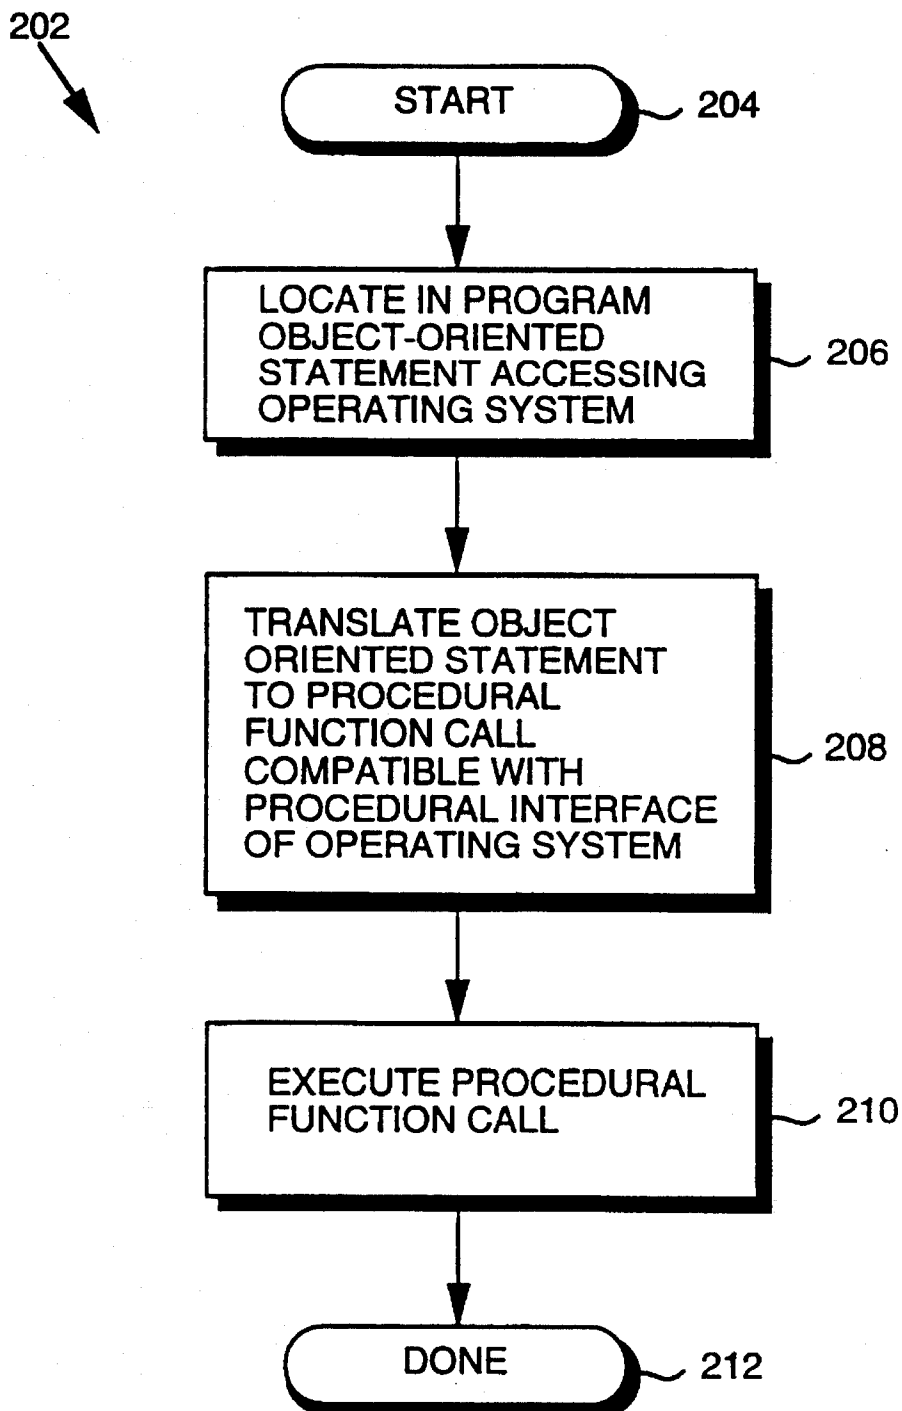 202
START
204
LOCATE IN PROGRAM
OBJECT-ORIENTED
STATEMENT ACCESSING
OPERATING SYSTEM
206
TRANSLATE OBJECT
ORIENTED STATEMENT
TO PROCEDURAL
FUNCTION CALL
COMPATIBLE WITH
PROCEDURAL INTERFACE
OF OPERATING SYSTEM
208
EXECUTE PROCEDURAL
FUNCTION CALL
210
DONE
212